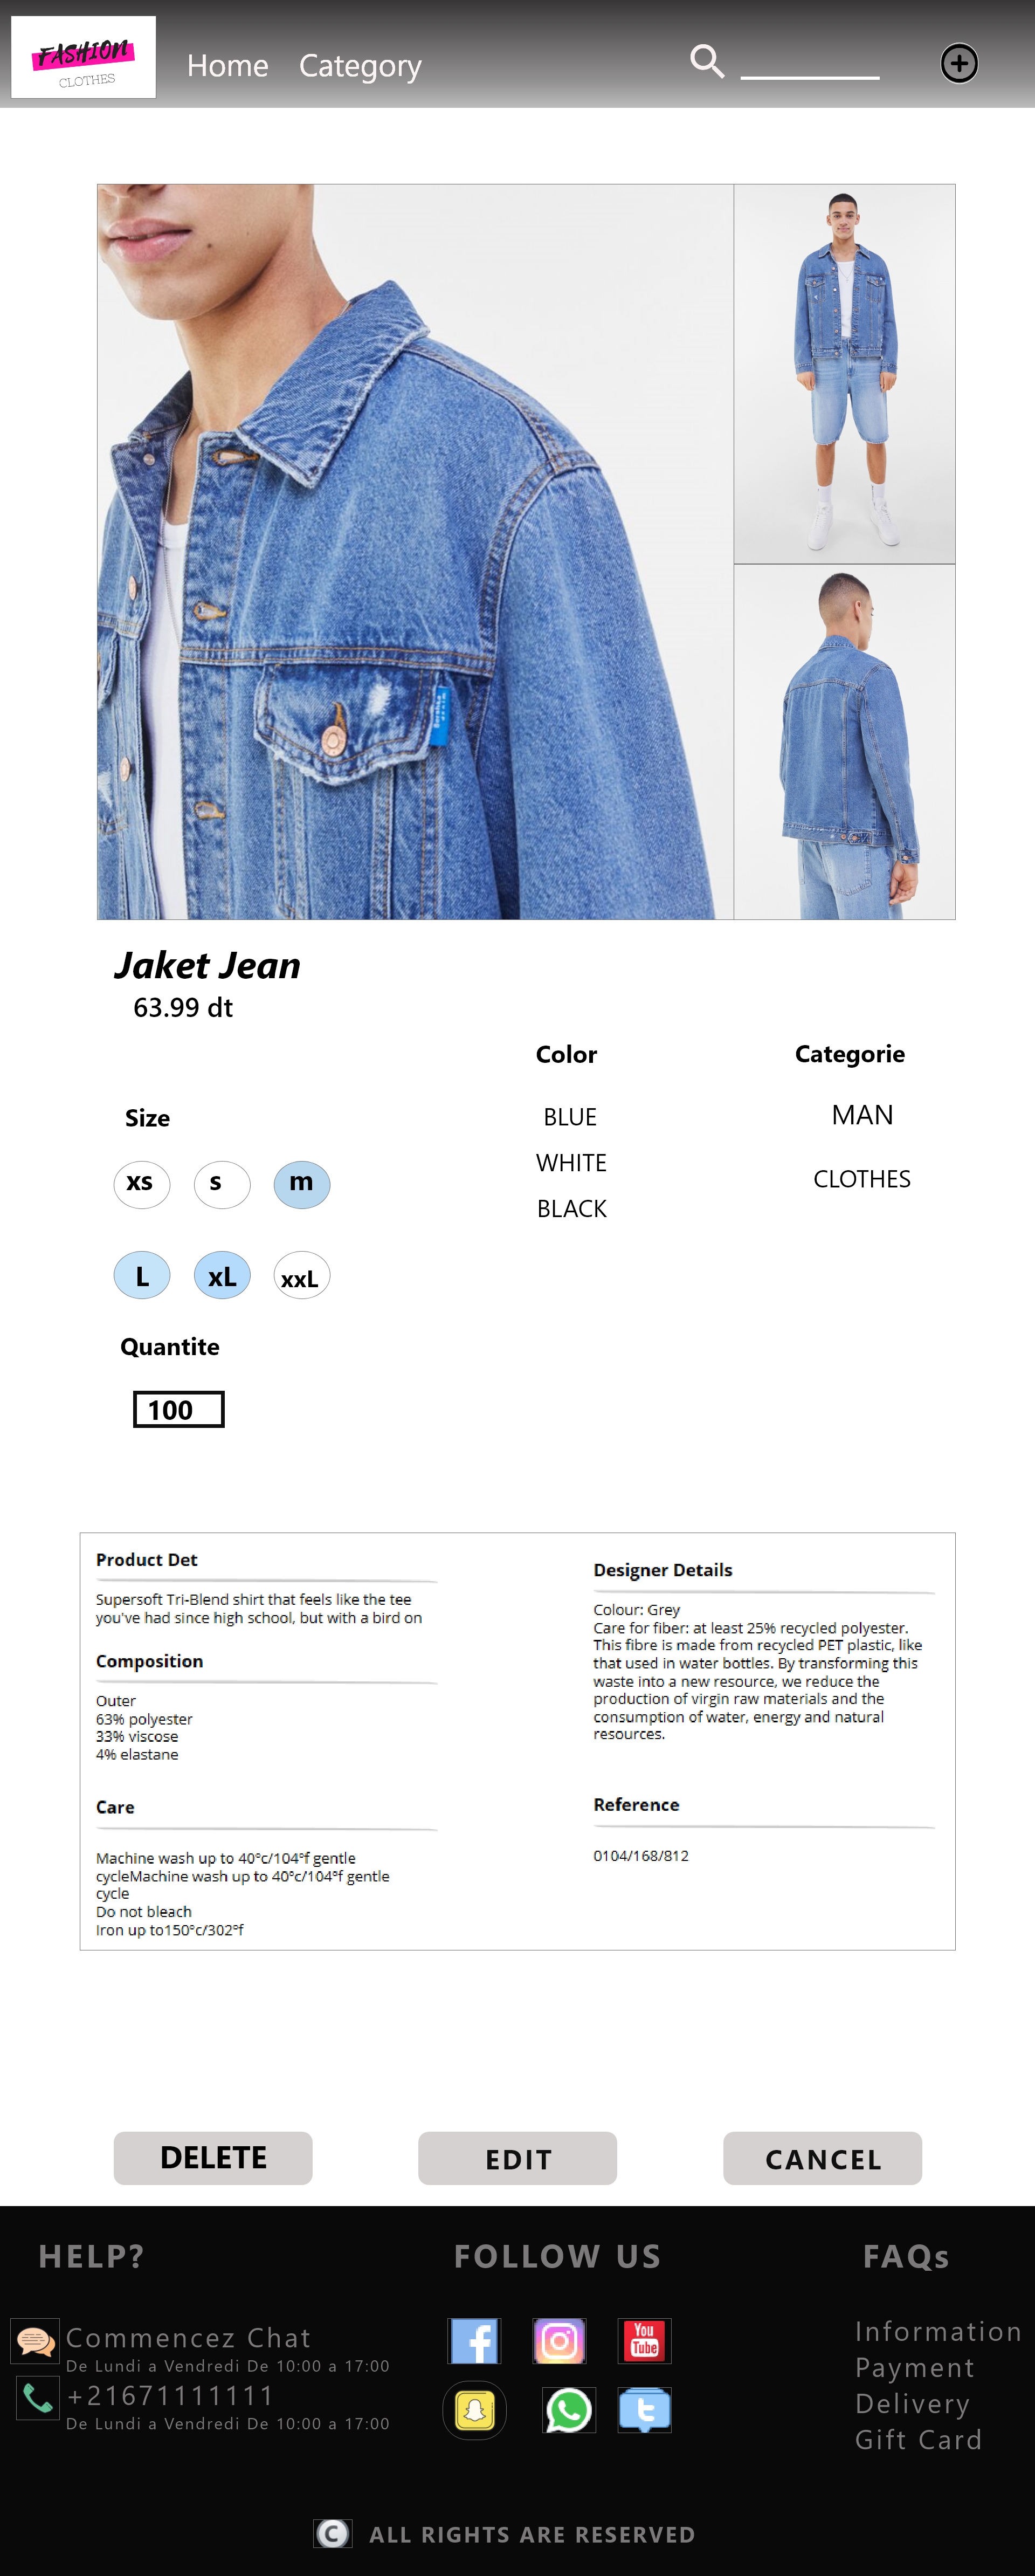 FASHION
CLOTHES
Home Category
Jaket Jean
63.99 dt
Color
Categorie
BLUE
MAN
Size
WHITE
CLOTHES
xs s m
BLACK
L xL xxL
Quantite
100
Product Det
Supersoft Tri-Blend shirt that feels like the tee
you've had since high school, but with a bird on
Composition
Outer
63% polyester
33% viscose
4% elastane
Care
Machine wash up to 40ºc/104ºf gentle
cycleMachine wash up to 40ºc/104ºf gentle
cycle
Do not bleach
Iron up to150ºc/302ºf
Designer Details
Colour: Grey
Care for fiber: at least 25% recycled polyester.
This fibre is made from recycled PET plastic, like
that used in water bottles. By transforming this
waste into a new resource, we reduce the
production of virgin raw materials and the
consumption of water, energy and natural
resources.
Reference
0104/168/812
DELETE EDIT CANCEL
HELP?
Commencez Chat
De Lundi a Vendredi De 10:00 a 17:00
+21671111111
De Lundi a Vendredi De 10:00 a 17:00
FOLLOW US
You
Tube
FAQs
Information
Payment
Delivery
Gift Card
C ALL RIGHTS ARE RESERVED